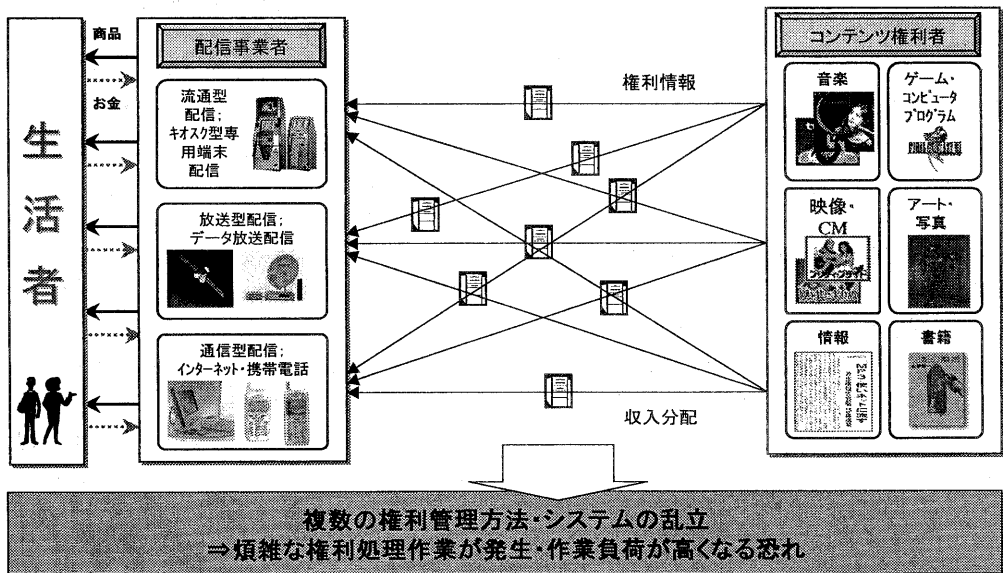 商品
お金
生活者
配信事業者
流通型
配信;
キオスク型専
用端末
配信
放送型配信;
データ放送配信
通信型配信;
インターネット・携帯電話
権利情報
収入分配
コンテンツ権利者
音楽
ゲーム・
コンピュータ
プログラム
映像・
CM
アート・
写真
情報
書籍
複数の権利管理方法・システムの乱立
⇒煩雑な権利処理作業が発生・作業負荷が高くなる恐れ